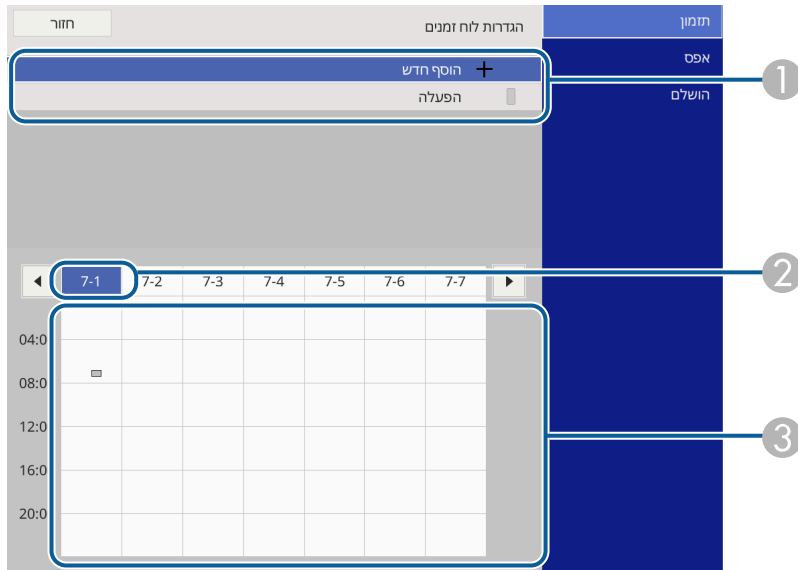 תזמון
אפס
הושלם
הגדרות לוח זמנים
חזור
הוסף חדש
הפעלה
7-1 7-2 7-3 7-4 7-5 7-6 7-7
04:0
08:0
12:0
16:0
20:0
1
2
3